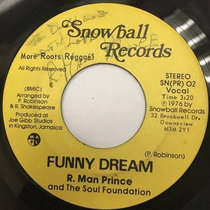 Snowball
Records
More Roots Reggae!
All Rights Reserved
(BMIC)
Arranged by
P. Robinson
& R. Shakespeare
Produced at
Joe Gibb Studios
in Kingston, Jamaica
STEREO
SN(PR) 02
Vocal
Time 3:20
℗ 1976 by
Snowball Records
32 Brookwell Dr.
Downsview
M3M 2Y1
FUNNY DREAM
(P. Robinson)
R. Man Prince
and The Soul Foundation